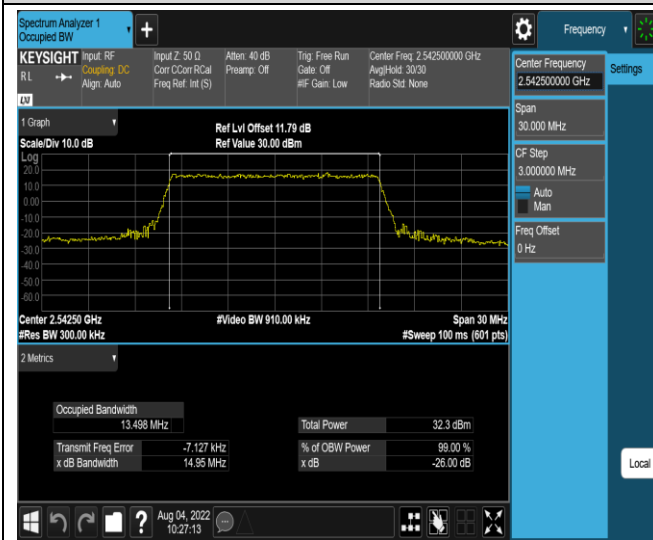 Spectrum Analyzer 1
Occupied BW
Frequency
KEYSIGHT
R L
Input: RF
Coupling: DC
Align: Auto
Input Z: 50 Ω
Corr CCorr RCal
Freq Ref: Int (S)
Atten: 40 dB
Preamp: Off
Trig: Free Run
Gate: Off
#IF Gain: Low
Center Freq: 2.542500000 GHz
Avg|Hold: 30/30
Radio Std: None
LXI
1 Graph
Scale/Div 10.0 dB
Ref Lvl Offset 11.79 dB
Ref Value 30.00 dBm
Log
20.0
10.0
0.00
-10.0
-20.0
-30.0
-40.0
-50.0
-60.0
Center 2.54250 GHz
#Video BW 910.00 kHz
Span 30 MHz
#Res BW 300.00 kHz
#Sweep 100 ms (601 pts)
2 Metrics
Occupied Bandwidth
13.498 MHz
Total Power 32.3 dBm
Transmit Freq Error -7.127 kHz
% of OBW Power 99.00 %
x dB Bandwidth 14.95 MHz
x dB -26.00 dB
Aug 04, 2022
10:27:13
Center Frequency
2.542500000 GHz
Settings
Span
30.000 MHz
CF Step
3.000000 MHz
Auto
Man
Freq Offset
0 Hz
Local